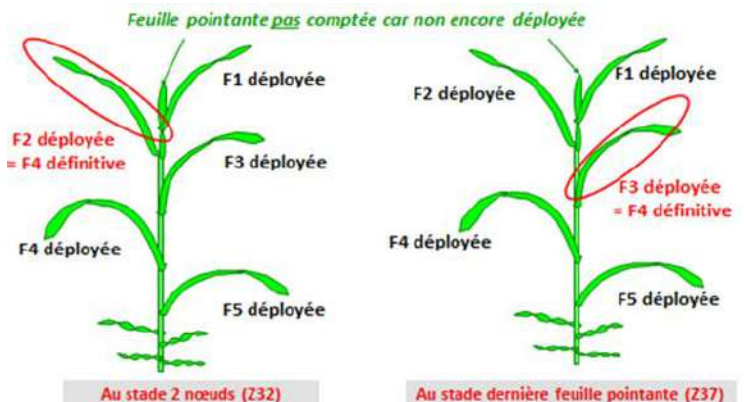 Feuille pointante pas comptée car non encore déployée
F1 déployée
F2 déployée
= F4 définitive
F3 déployée
F4 déployée
F5 déployée
Au stade 2 nœuds (Z32)
F1 déployée
F2 déployée
F3 déployée
= F4 définitive
F4 déployée
F5 déployée
Au stade dernière feuille pointante (Z37)